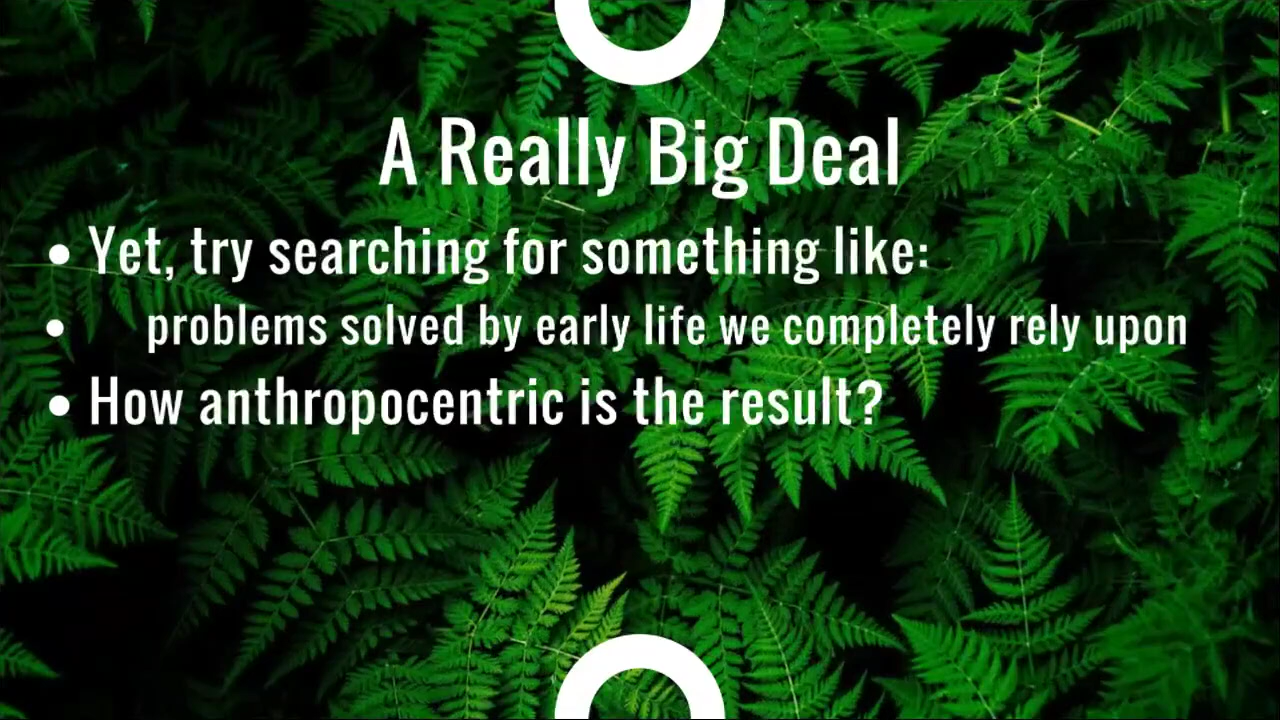 A Really Big Deal
• Yet, try searching for something like:
• problems solved by early life we completely rely upon
• How anthropocentric is the result?